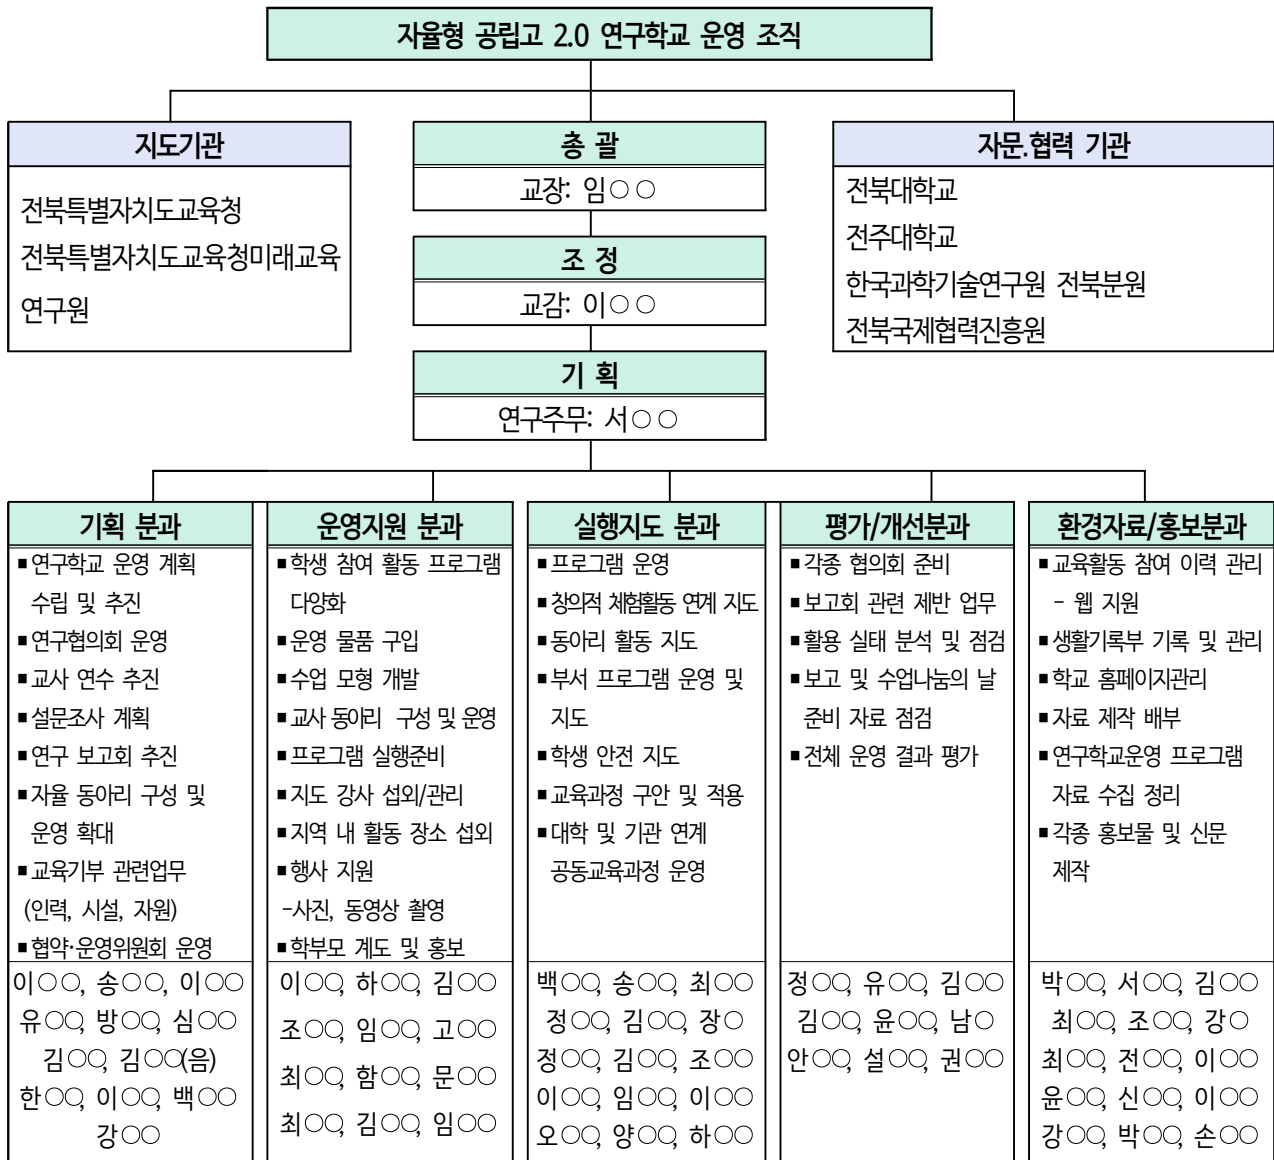 자율형 공립고 2.0 연구학교 운영 조직
지도기관
전북특별자치도교육청
전북특별자치도교육청미래교육
연구원
총 괄
교장: 임○○
조 정
교감: 이○○
기 획
연구주무: 서○○
자문.협력 기관
전북대학교
전주대학교
한국과학기술연구원 전북분원
전북국제협력진흥원
기획 분과
▪연구학교 운영 계획
수립 및 추진
▪연구협의회 운영
▪교사 연수 추진
▪설문조사 계획
▪연구 보고회 추진
▪자율 동아리 구성 및
운영 확대
▪교육기부 관련업무
(인력, 시설, 자원)
▪협약·운영위원회 운영
이○○, 송○○, 이○○
유○○, 방○○, 심○○
김○○, 김○○(음)
한○○, 이○○, 백○○
강○○
운영지원 분과
▪학생 참여 활동 프로그램
다양화
▪운영 물품 구입
▪수업 모형 개발
▪교사 동아리 구성 및 운영
▪프로그램 실행준비
▪지도 강사 섭외/관리
▪지역 내 활동 장소 섭외
▪행사 지원
-사진, 동영상 촬영
▪학부모 계도 및 홍보
이○○, 하○○, 김○○
조○○, 임○○, 고○○
최○○, 함○○, 문○○
최○○, 김○○, 임○○
실행지도 분과
▪프로그램 운영
▪창의적 체험활동 연계 지도
▪동아리 활동 지도
▪부서 프로그램 운영 및
지도
▪학생 안전 지도
▪교육과정 구안 및 적용
▪대학 및 기관 연계
공동교육과정 운영
백○○, 송○○, 최○○
정○○, 김○○, 장○
정○○, 김○○, 조○○
이○○, 임○○, 이○○
오○○, 양○○, 하○○
평가/개선분과
▪각종 협의회 준비
▪보고회 관련 제반 업무
▪활용 실태 분석 및 점검
▪보고 및 수업나눔의 날
준비 자료 점검
▪전체 운영 결과 평가
정○○, 유○○, 김○○
김○○, 윤○○, 남○
안○○, 설○○, 권○○
환경자료/홍보분과
▪교육활동 참여 이력 관리
- 웹 지원
▪생활기록부 기록 및 관리
▪학교 홈페이지관리
▪자료 제작 배부
▪연구학교운영 프로그램
자료 수집 정리
▪각종 홍보물 및 신문
제작
박○○, 서○○, 김○○
최○○, 조○○, 강○
최○○, 전○○, 이○○
윤○○, 신○○, 이○○
강○○, 박○○, 손○○